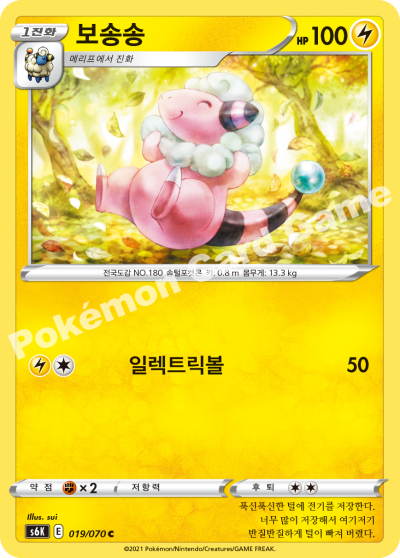 1진화
보송송
HP 100
메리프에서 진화
전국도감 NO.180 솜털포켓몬 키: 0.8 m 몸무게: 13.3 kg
Pokémon Card Game
일렉트릭볼 50
약점 ×2 저항력 후퇴
Illus. sui
s6K E 019/070 C
푹신푹신한 털에 전기를 저장한다.
너무 많이 저장해서 여기저기
반질반질하게 털이 빠져 버렸다.
©2021 Pokémon/Nintendo/Creatures/GAME FREAK.